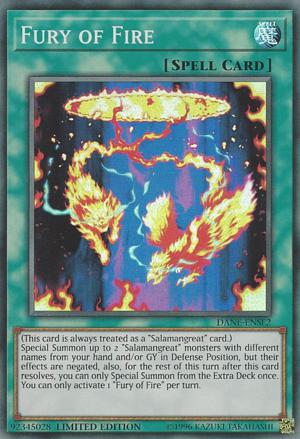 Fury of Fire
SPELL
[Spell Card]
DANE-ENSE2
(This card is always treated as a "Salamangreat" card.)
Special Summon up to 2 "Salamangreat" monsters with different
names from your hand and/or GY in Defense Position, but their
effects are negated, also, for the rest of this turn after this card
resolves, you can only Special Summon from the Extra Deck once.
You can only activate 1 "Fury of Fire" per turn.
92345028 LIMITED EDITION ©1996 KAZUKI TAKAHASHI